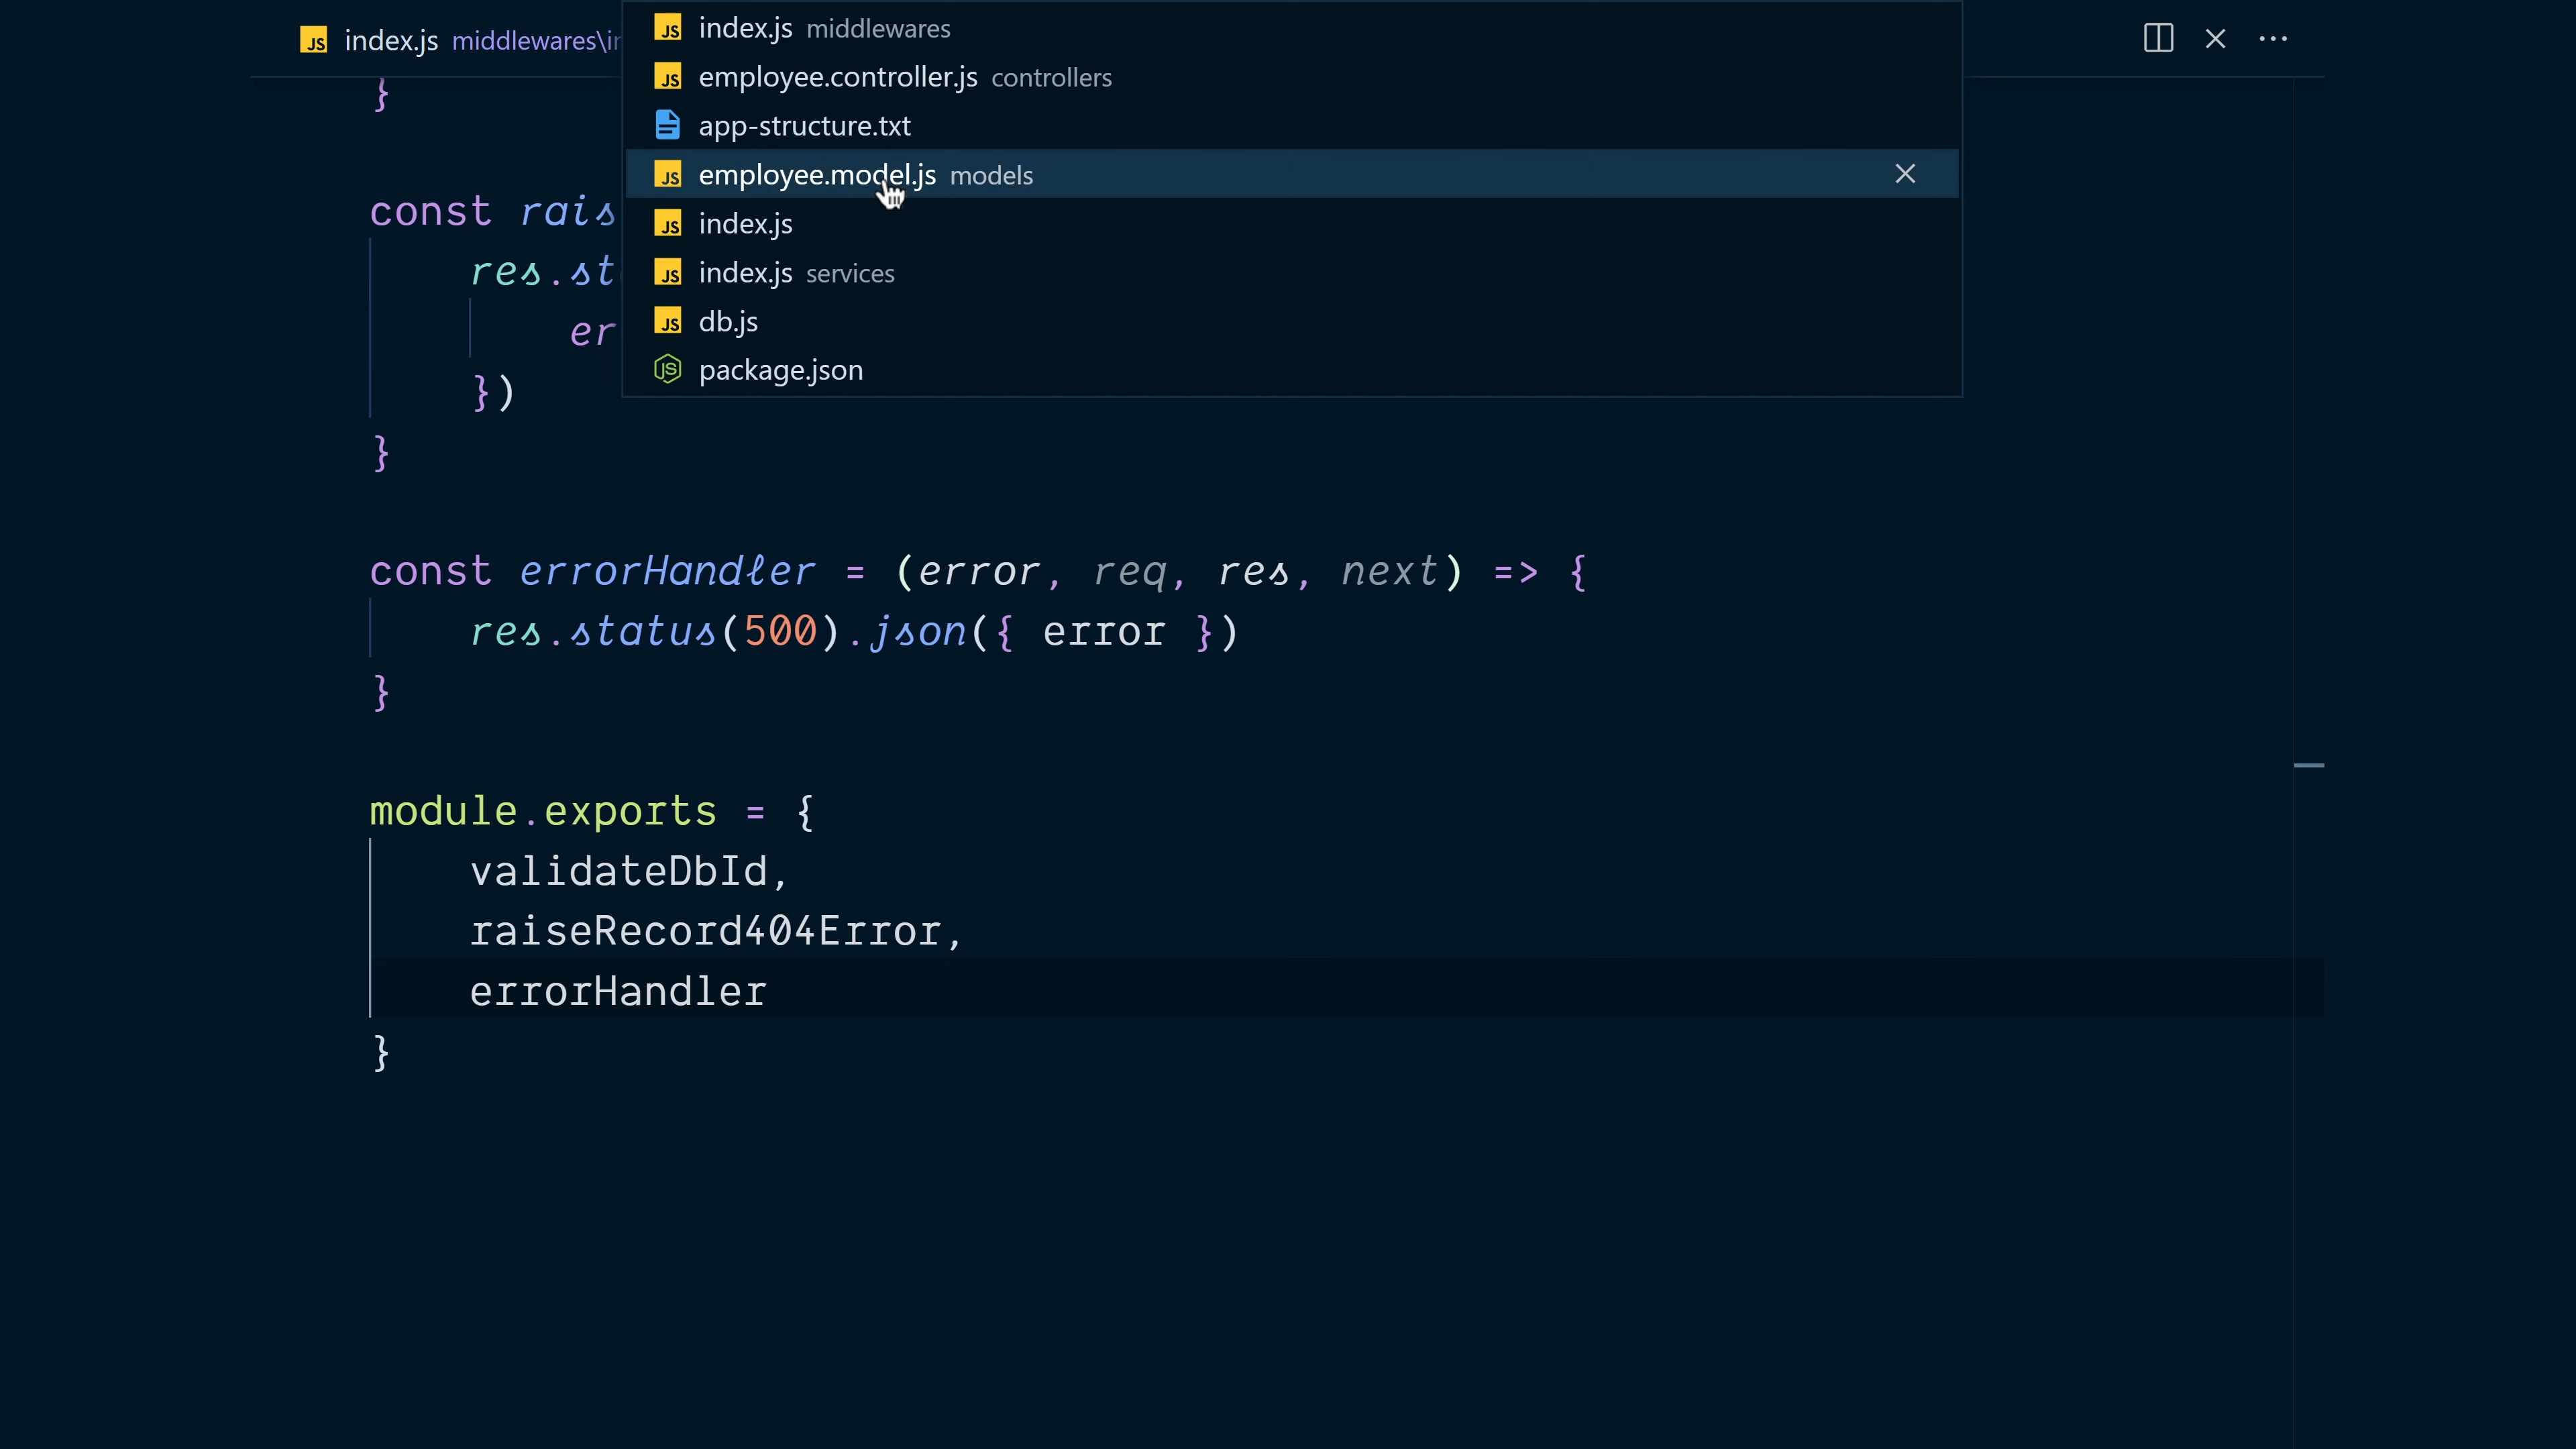 index.js middlewares\i
index.js middlewares
employee.controller.js controllers
app-structure.txt
employee.model.js models
index.js
index.js services
db.js
package.json
}
const rais
res.st
er
})
}
const errorHandler = (error, req, res, next) => {
res.status(500).json({ error })
}
module.exports = {
validateDbId,
raiseRecord404Error,
errorHandler
}